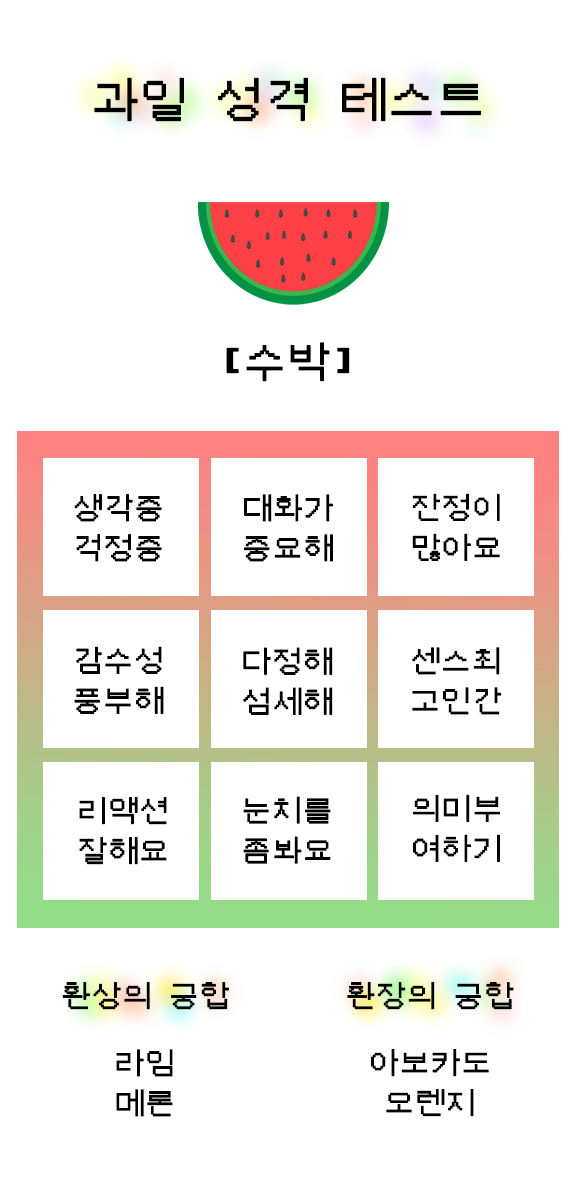 과일 성격 테스트
[수박]
생각중
걱정중
대화가
중요해
잔정이
많아요
감수성
풍부해
다정해
섬세해
센스최
고인간
리액션
잘해요
눈치를
좀봐요
의미부
여하기
환상의 궁합
환장의 궁합
라임
메론
아보카도
오렌지